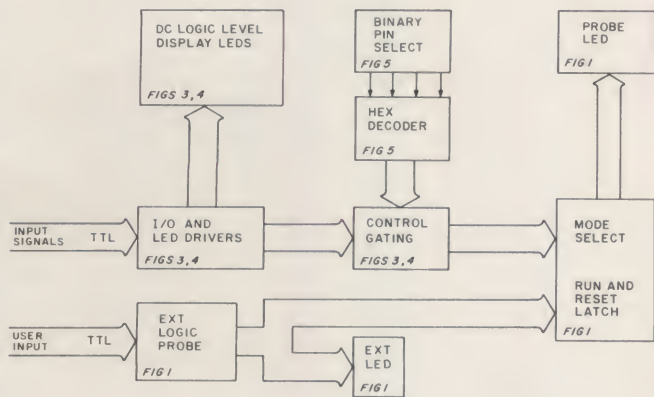 DC LOGIC LEVEL
DISPLAY LEDS
FIGS 3,4
BINARY
PIN
SELECT
FIG 5
PROBE
LED
FIG 1
HEX
DECODER
FIG 5
INPUT
SIGNALS TTL
I/O AND
LED DRIVERS
FIGS 3,4
CONTROL
GATING
FIGS 3,4
MODE
SELECT
RUN AND
RESET
LATCH
FIG 1
USER
INPUT TTL
EXT
LOGIC
PROBE
FIG 1
EXT
LED
FIG 1